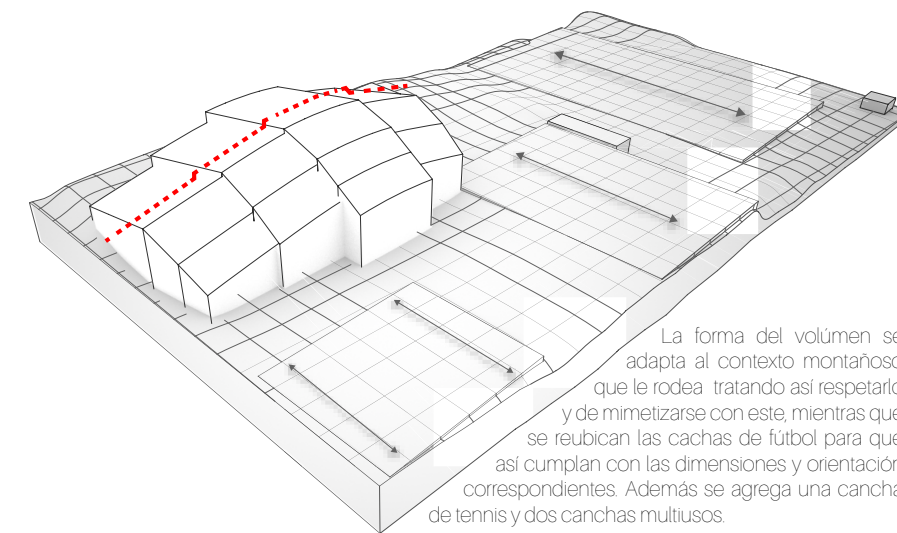 La forma del volúmen se
adapta al contexto montañoso
que le rodea tratando así respetarlo
y de mimetizarse con este, mientras que
se reubican las cachas de fútbol para que
así cumplan con las dimensiones y orientación
correspondientes. Además se agrega una cancha
de tennis y dos canchas multiusos.